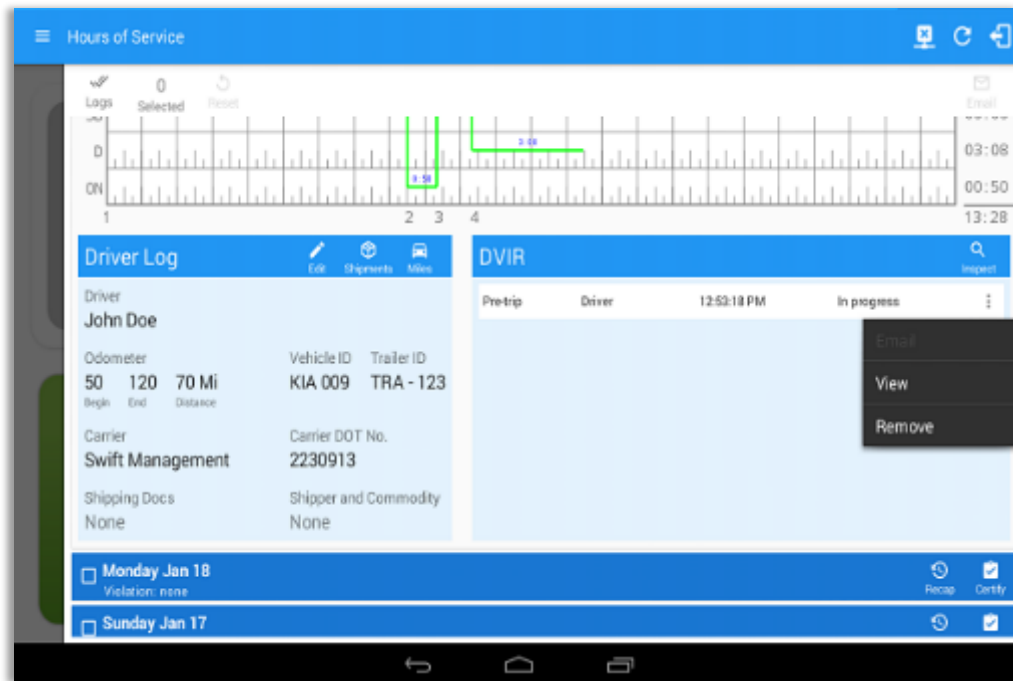 Hours of Service
Logs
0
Selected
Reset
Email
D
3:08
03:08
ON
0:50
00:50
1 2 3 4
13:28
Driver Log
Edit Shipments Miles
DVIR
Inspect
Driver
John Doe
Pre-trip Driver 12:53:18 PM In progress
Email
View
Remove
Odometer Vehicle ID Trailer ID
50 120 70 Mi KIA 009 TRA - 123
Begin End Distance
Carrier Carrier DOT No.
Swift Management 2230913
Shipping Docs Shipper and Commodity
None None
Monday Jan 18
Violation: none
Recap Certify
Sunday Jan 17